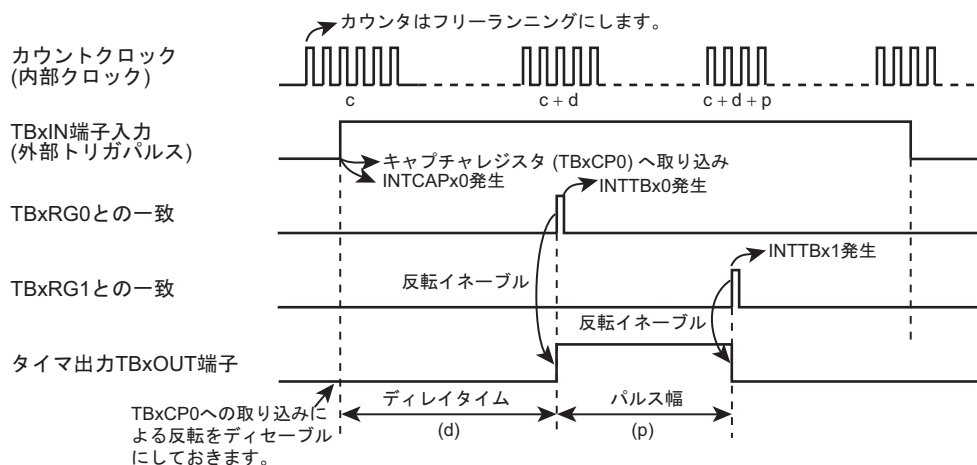 カウンタはフリーランニングにします。
カウントクロック
(内部クロック)
c
c + d
c + d + p
TBxIN端子入力
(外部トリガパルス)
キャプチャレジスタ (TBxCP0) へ取り込み
INTCAPx0発生
INTTBx0発生
TBxRG0との一致
INTTBx1発生
反転イネーブル
TBxRG1との一致
反転イネーブル
タイマ出力TBxOUT端子
TBxCP0への取り込みに
よる反転をディセーブル
にしておきます。
ディレイタイム
(d)
パルス幅
(p)